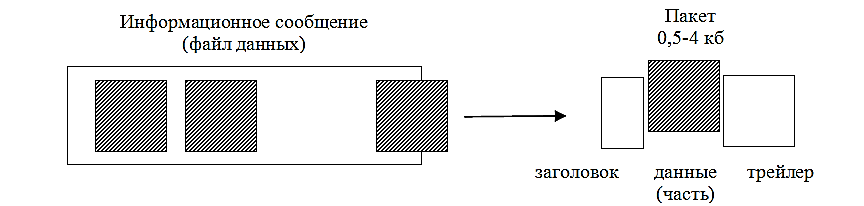 Информационное сообщение
(файл данных)
Пакет
0,5-4 кб
заголовок данные трейлер
(часть)